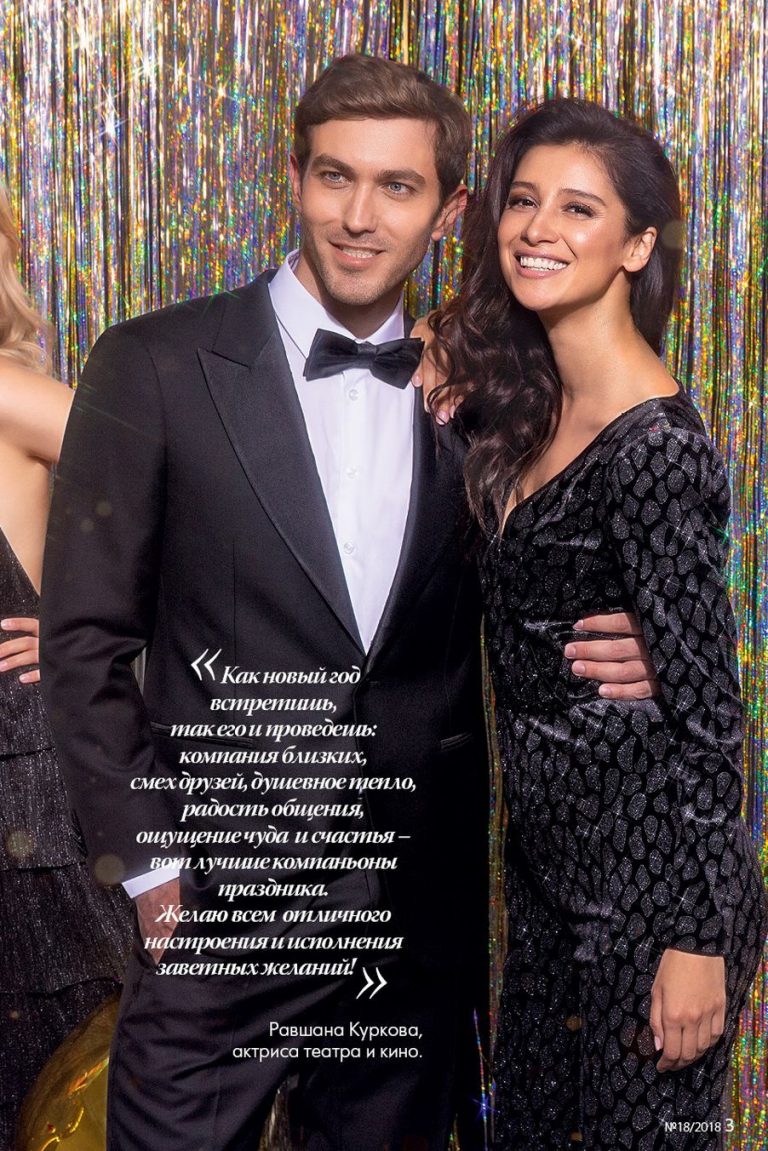 « Как новый год
встретишь,
так его и проведешь:
компания близких,
смех друзей, душевное тепло,
радость общения,
ощущение чуда и счастья –
вот лучшие компаньоны
праздника.
Желаю всем отличного
настроения и исполнения
заветных желаний! »
Равшана Куркова,
актриса театра и кино.
№18/2018 3